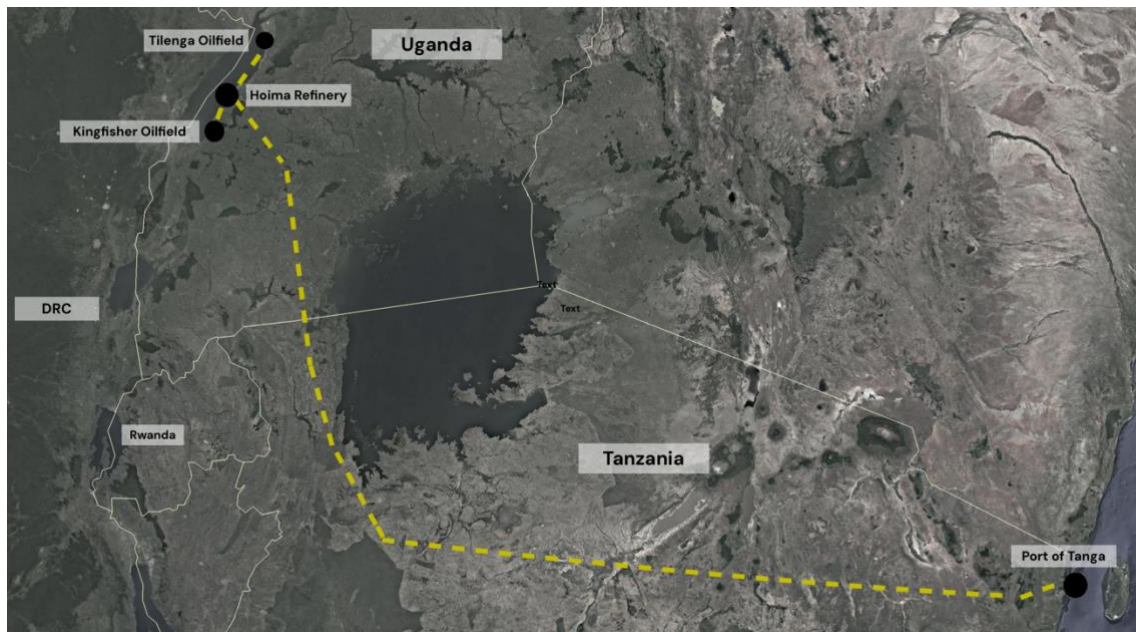 Tilenga Oilfield
Uganda
Hoima Refinery
Kingfisher Oilfield
Text
DRC
Text
Rwanda
Tanzania
Port of Tanga